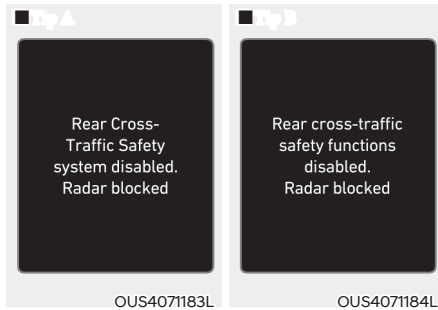 Rear Cross-
Traffic Safety
system disabled.
Radar blocked
OUS4071183L
Rear cross-traffic
safety functions
disabled.
Radar blocked
OUS4071184L